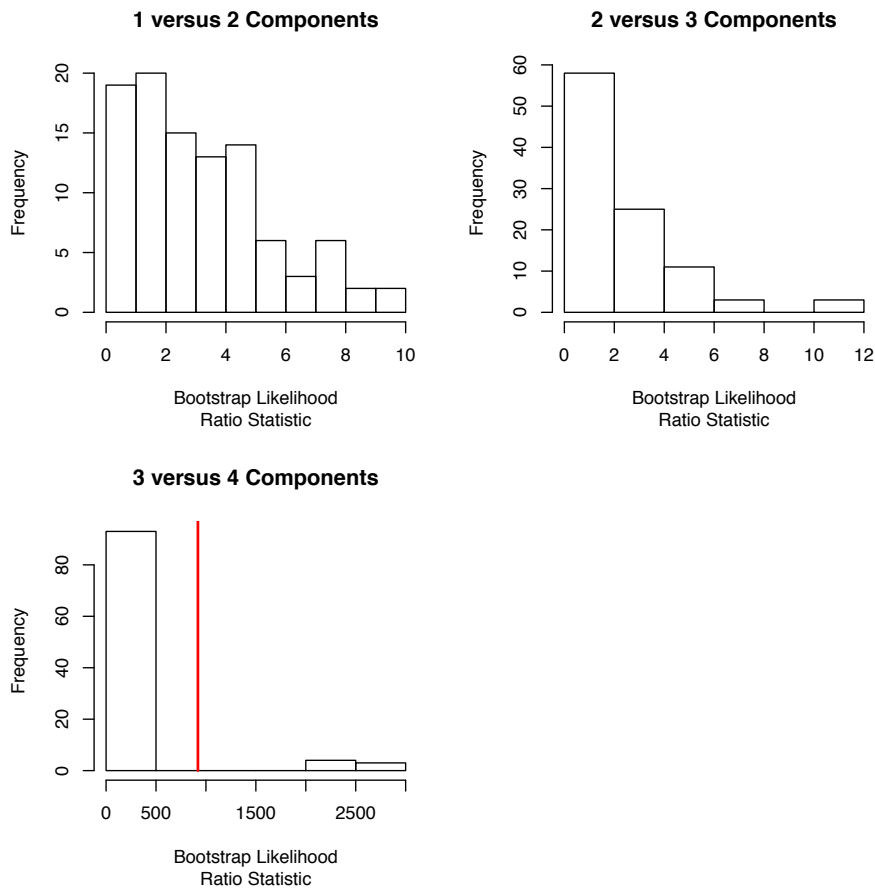 1 versus 2 Components
Frequency
0
5
10
15
20
0 2 4 6 8 10
Bootstrap Likelihood
Ratio Statistic
2 versus 3 Components
Frequency
0
10
20
30
40
50
60
0 2 4 6 8 10 12
Bootstrap Likelihood
Ratio Statistic
3 versus 4 Components
Frequency
0
20
40
60
80
0 500 1500 2500
Bootstrap Likelihood
Ratio Statistic